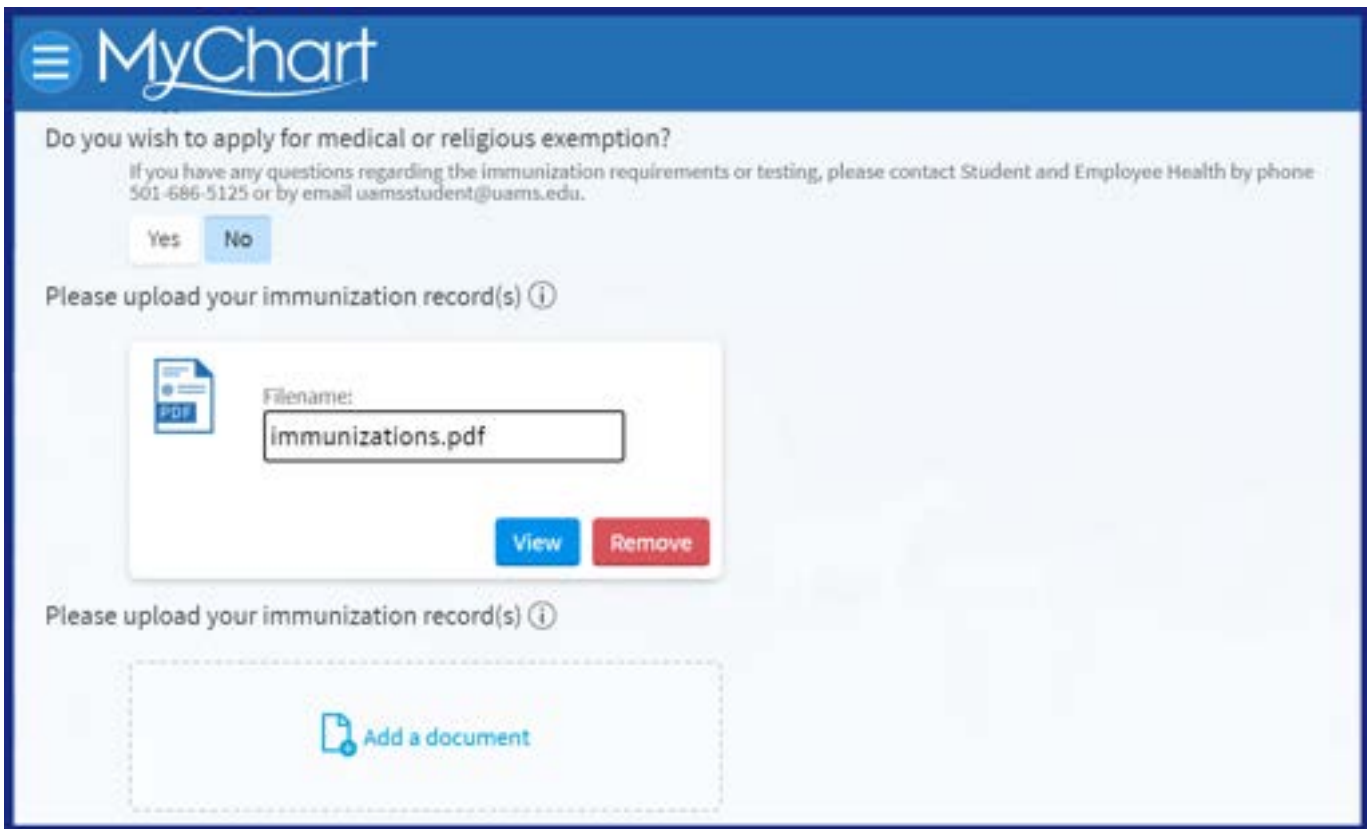 MyChart
Do you wish to apply for medical or religious exemption?
If you have any questions regarding the immunization requirements or testing, please contact Student and Employee Health by phone
501-686-5125 or by email uamsstudent@uams.edu.
Yes No
Please upload your immunization record(s)
PDF
Filename:
immunizations.pdf
View Remove
Please upload your immunization record(s)
Add a document